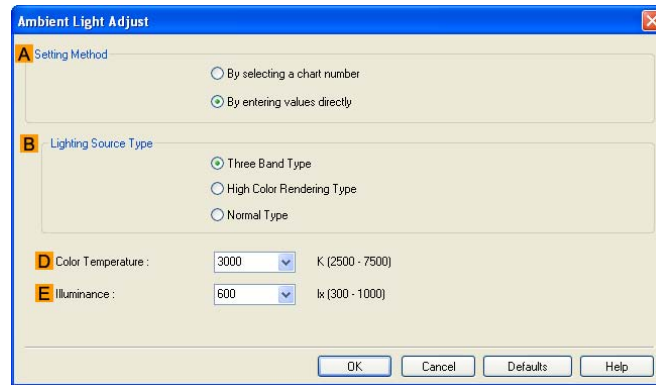 Ambient Light Adjust
A Setting Method
By selecting a chart number
By entering values directly
B Lighting Source Type
Three Band Type
High Color Rendering Type
Normal Type
D Color Temperature : 3000 K (2500 - 7500)
E Illuminance : 600 lx (300 - 1000)
OK Cancel Defaults Help